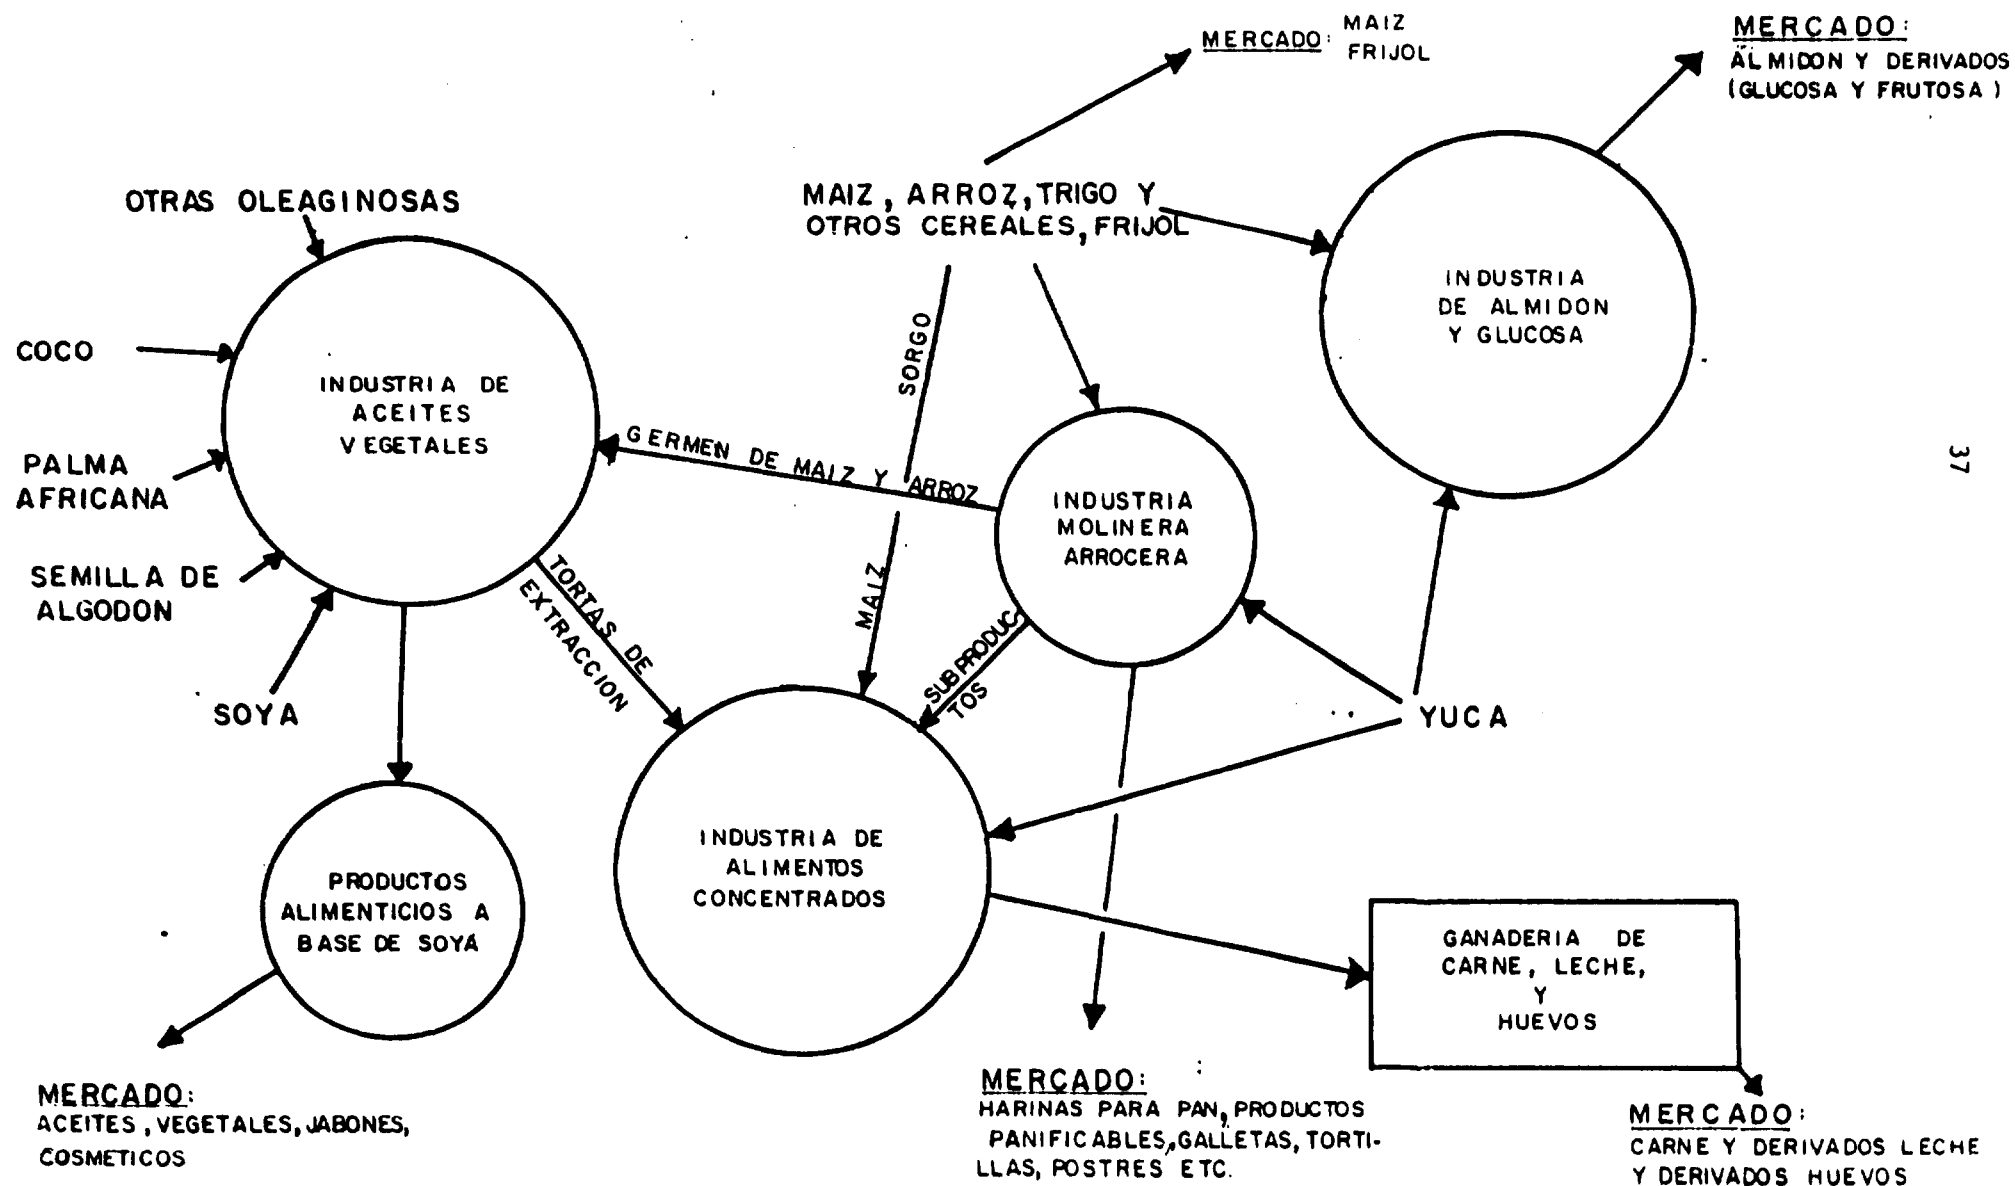 MERCADO: MAIZ
FRIJOL
MERCADO:
ALMIDON Y DERIVADOS
(GLUCOSA Y FRUTOSA)
OTRAS OLEAGINOSAS
MAIZ, ARROZ, TRIGO Y
OTROS CEREALES, FRIJOL
INDUSTRIA
DE ALMIDON
Y GLUCOSA
COCO
INDUSTRIA DE
ACEITES
VEGETALES
SORGO
GERMEN DE MAIZ Y ARROZ
PALMA
AFRICANA
INDUSTRIA
MOLINERA
ARROCERA
37
SEMILLA DE
ALGODON
TORTAS DE
EXTRACCION
MAIZ
SUBPRODUC
TOS
SOYA
YUCA
INDUSTRIA DE
ALIMENTOS
CONCENTRADOS
PRODUCTOS
ALIMENTICIOS A
BASE DE SOYA
GANADERIA DE
CARNE, LECHE,
Y
HUEVOS
MERCADO:
ACEITES, VEGETALES, JABONES,
COSMETICOS
MERCADO:
HARINAS PARA PAN, PRODUCTOS
PANIFICABLES, GALLETAS, TORTI-
LLAS, POSTRES ETC.
MERCADO:
CARNE Y DERIVADOS LECHE
Y DERIVADOS HUEVOS